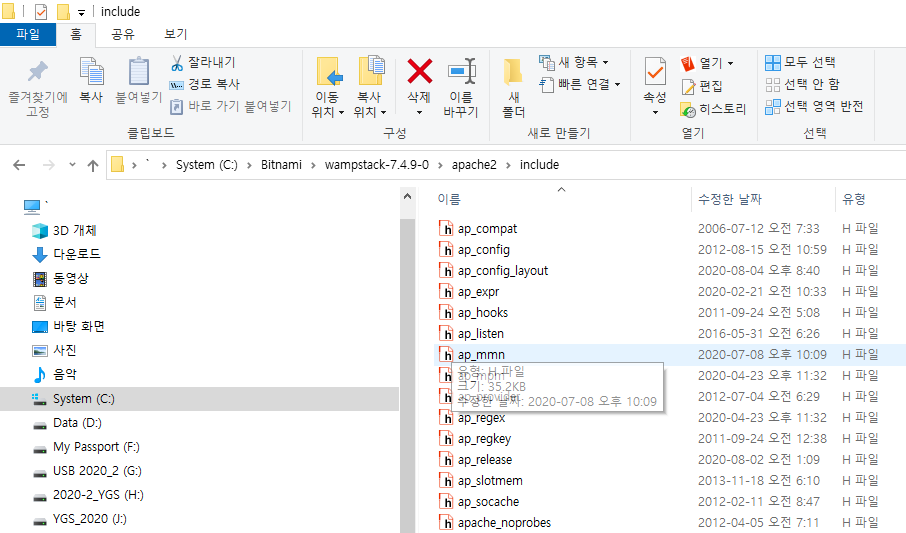 include
파일 홈 공유 보기
즐겨찾기에 고정
복사
붙여넣기
잘라내기
경로 복사
바로 가기 붙여넣기
클립보드
이동 위치
복사 위치
삭제
이름 바꾸기
구성
새 폴더
새 항목
빠른 연결
새로 만들기
속성
열기
편집
히스토리
열기
모두 선택
선택 안 함
선택 영역 반전
선택
` › System (C:) › Bitnami › wampstack-7.4.9-0 › apache2 › include
`
3D 개체
다운로드
동영상
문서
바탕 화면
사진
음악
System (C:)
Data (D:)
My Passport (F:)
USB 2020_2 (G:)
2020-2_YGS (H:)
YGS_2020 (J:)
이름 수정한 날짜 유형
ap_compat 2006-07-12 오전 7:33 H 파일
ap_config 2012-08-15 오전 10:59 H 파일
ap_config_layout 2020-08-04 오후 8:40 H 파일
ap_expr 2020-02-21 오전 10:33 H 파일
ap_hooks 2011-09-24 오전 5:08 H 파일
ap_listen 2016-05-31 오전 6:26 H 파일
ap_mmn 2020-07-08 오후 10:09 H 파일
ap_mpm 2020-04-23 오후 11:32 H 파일
ap_provider 2012-07-04 오전 6:29 H 파일
유형: H 파일
크기: 35.2KB
수정한 날짜: 2020-07-08 오후 10:09
ap_regex 2020-04-23 오후 11:32 H 파일
ap_regkey 2011-09-24 오전 12:38 H 파일
ap_release 2020-08-02 오전 1:09 H 파일
ap_slotmem 2013-11-18 오전 6:10 H 파일
ap_socache 2012-02-11 오전 8:47 H 파일
apache_noprobes 2012-04-05 오전 7:11 H 파일